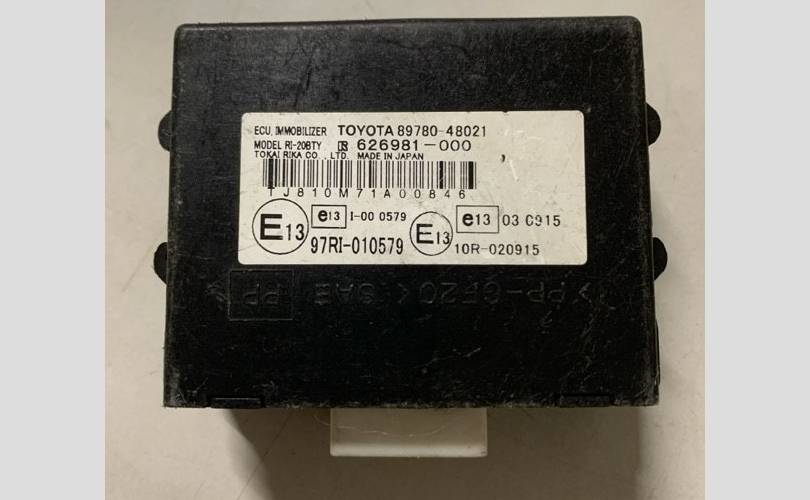 ECU, IMMOBILIZER TOYOTA 89780-48021
MODEL RI-20BTY 626981-000
TOKAI RIKA CO., LTD. MADE IN JAPAN
TJ810M71A00846
E13 e13 I-00 0579 E13 e13 03 0915
97RI-010579 10R-020915
>PP-GF20< SAE PP